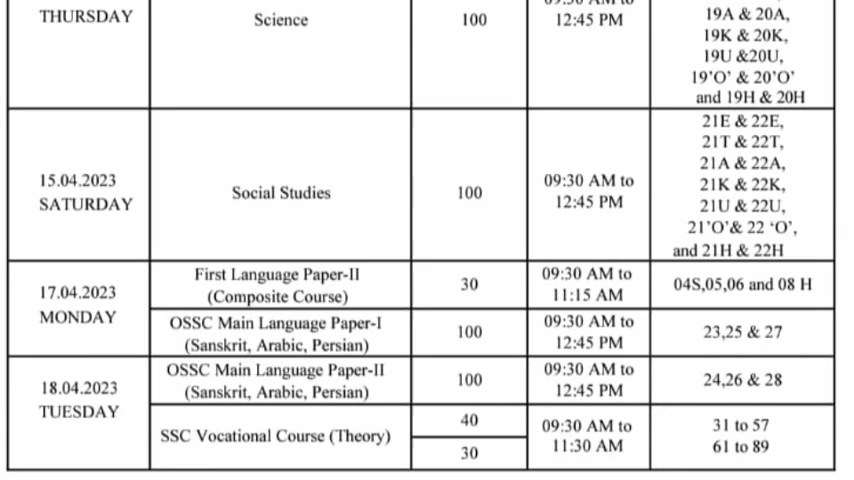 THURSDAY
Science
100
09:30 AM to
12:45 PM
19A & 20A,
19K & 20K,
19U &20U,
19'O' & 20'O'
and 19H & 20H
15.04.2023
SATURDAY
Social Studies
100
09:30 AM to
12:45 PM
21E & 22E,
21T & 22T,
21A & 22A,
21K & 22K,
21U & 22U,
21'O'& 22 'O',
and 21H & 22H
17.04.2023
MONDAY
First Language Paper-II
(Composite Course)
30
09:30 AM to
11:15 AM
04S,05,06 and 08 H
OSSC Main Language Paper-I
(Sanskrit, Arabic, Persian)
100
09:30 AM to
12:45 PM
23,25 & 27
18.04.2023
TUESDAY
OSSC Main Language Paper-II
(Sanskrit, Arabic, Persian)
100
09:30 AM to
12:45 PM
24,26 & 28
SSC Vocational Course (Theory)
40
30
09:30 AM to
11:30 AM
31 to 57
61 to 89